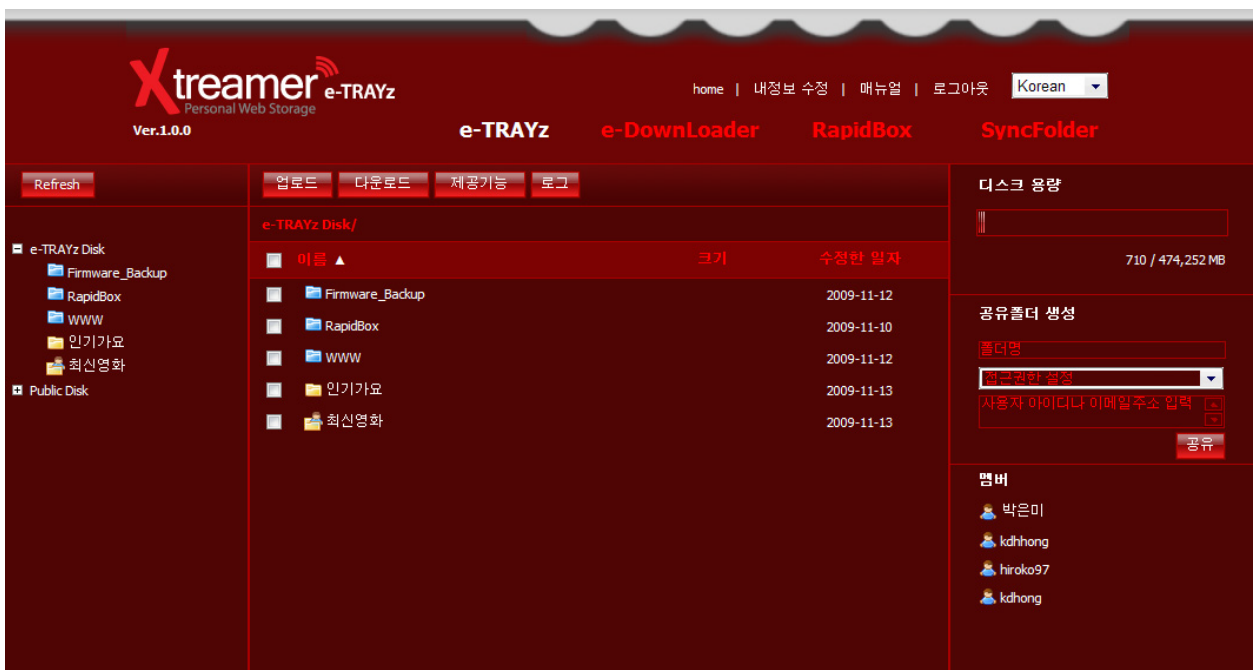 Xtreamer e-TRAYz
Personal Web Storage
Ver.1.0.0
home | 내정보 수정 | 매뉴얼 | 로그아웃 Korean
e-TRAYz e-DownLoader RapidBox SyncFolder
Refresh
업로드 다운로드 제공기능 로그
e-TRAYz Disk/
e-TRAYz Disk
Firmware_Backup
RapidBox
WWW
인기가요
최신영화
Public Disk
이름 ▲ 크기 수정한 일자
Firmware_Backup 2009-11-12
RapidBox 2009-11-10
WWW 2009-11-12
인기가요 2009-11-13
최신영화 2009-11-13
디스크 용량
710 / 474,252 MB
공유폴더 생성
폴더명
접근권한 설정
사용자 아이디나 이메일주소 입력
공유
멤버
박은미
kdhhong
hiroko97
kdhong